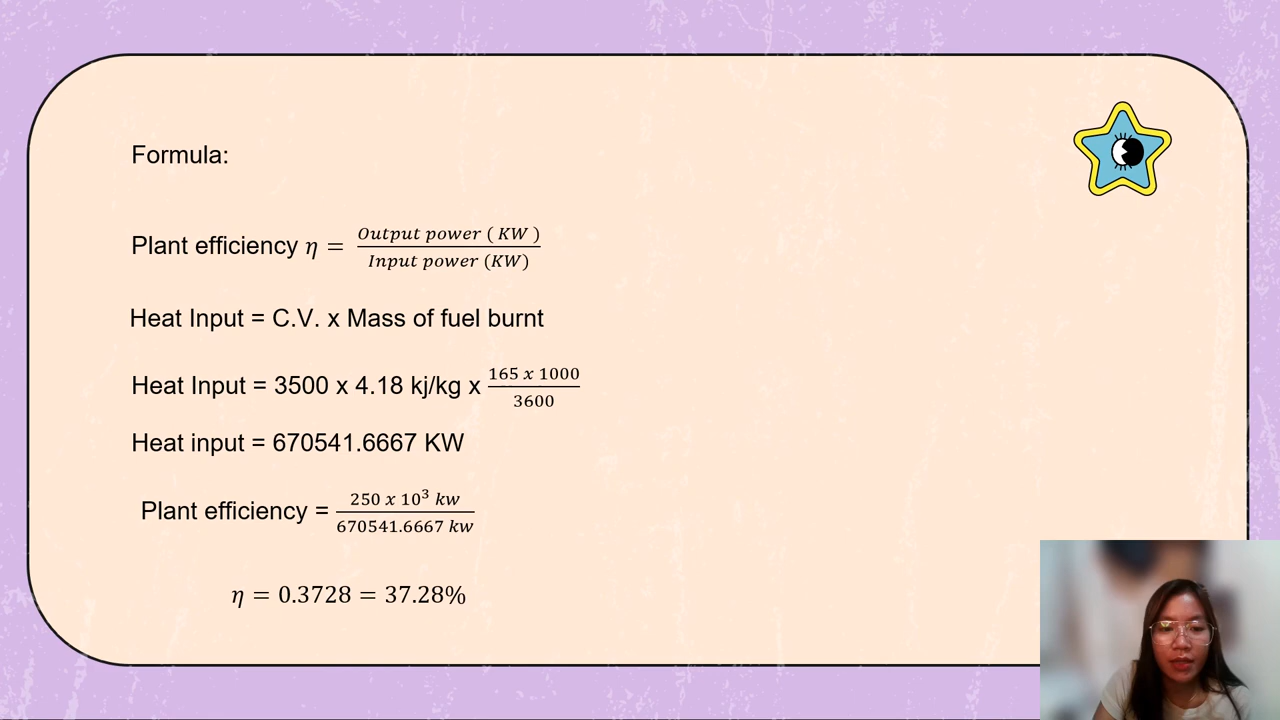 Formula:
Plant efficiency η = Output power ( KW ) / Input power (KW)
Heat Input = C.V. x Mass of fuel burnt
Heat Input = 3500 x 4.18 kj/kg x 165 x 1000 / 3600
Heat input = 670541.6667 KW
Plant efficiency = 250 x 10³ kw / 670541.6667 kw
η = 0.3728 = 37.28%